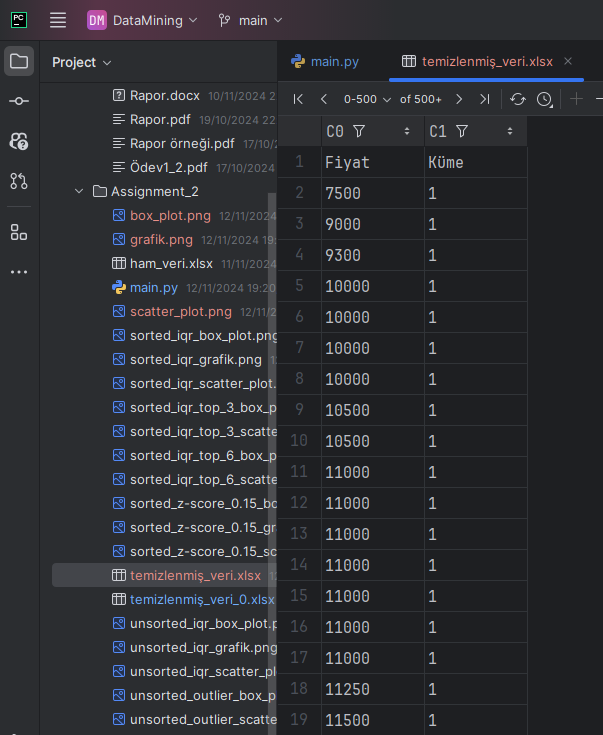 PC
DM DataMining main
Project
Rapor.docx 10/11/2024 22
Rapor.pdf 19/10/2024 22
Rapor örneği.pdf 17/10/
Ödev1_2.pdf 17/10/2024
Assignment_2
box_plot.png 12/11/2024
grafik.png 12/11/2024 19:
ham_veri.xlsx 11/11/2024
main.py 12/11/2024 19:20
scatter_plot.png 12/11/2
sorted_iqr_box_plot.png
sorted_iqr_grafik.png 12
sorted_iqr_scatter_plot.
sorted_iqr_top_3_box_p
sorted_iqr_top_3_scatte
sorted_iqr_top_6_box_p
sorted_iqr_top_6_scatte
sorted_z-score_0.15_bo
sorted_z-score_0.15_gr
sorted_z-score_0.15_sc
temizlenmiş_veri.xlsx 12
temizlenmiş_veri_0.xlsx
unsorted_iqr_box_plot.p
unsorted_iqr_grafik.png
unsorted_iqr_scatter_pl
unsorted_outlier_box_p
unsorted_outlier_scatte
main.py temizlenmiş_veri.xlsx
0-500 of 500+
C0 C1
1 Fiyat Küme
2 7500 1
3 9000 1
4 9300 1
5 10000 1
6 10000 1
7 10000 1
8 10000 1
9 10500 1
10 10500 1
11 11000 1
12 11000 1
13 11000 1
14 11000 1
15 11000 1
16 11000 1
17 11000 1
18 11250 1
19 11500 1